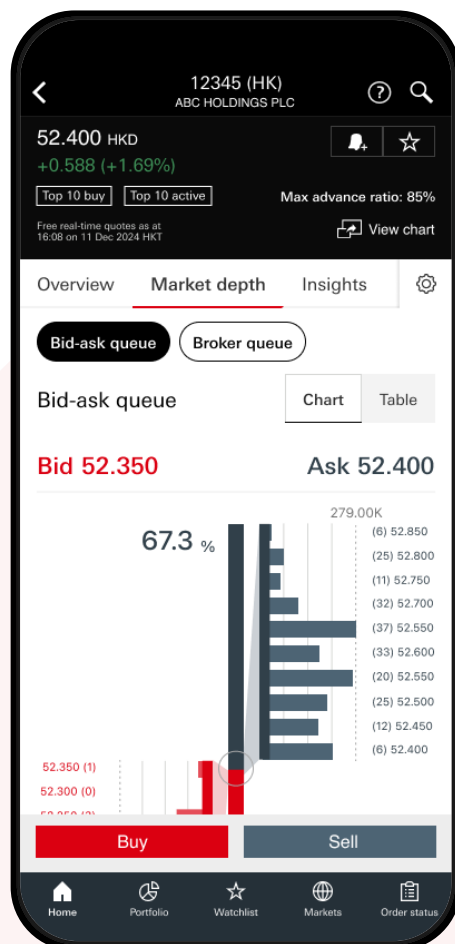 12345 (HK)
ABC HOLDINGS PLC
52.400 HKD
+0.588 (+1.69%)
Top 10 buy Top 10 active
Max advance ratio: 85%
Free real-time quotes as at
16:08 on 11 Dec 2024 HKT
View chart
Overview Market depth Insights
Bid-ask queue Broker queue
Bid-ask queue
Chart Table
Bid 52.350 Ask 52.400
279.00K
67.3 %
(6) 52.850
(25) 52.800
(11) 52.750
(32) 52.700
(37) 52.550
(33) 52.600
(20) 52.550
(25) 52.500
(12) 52.450
(6) 52.400
52.350 (1)
52.300 (0)
Buy Sell
Home Portfolio Watchlist Markets Order status